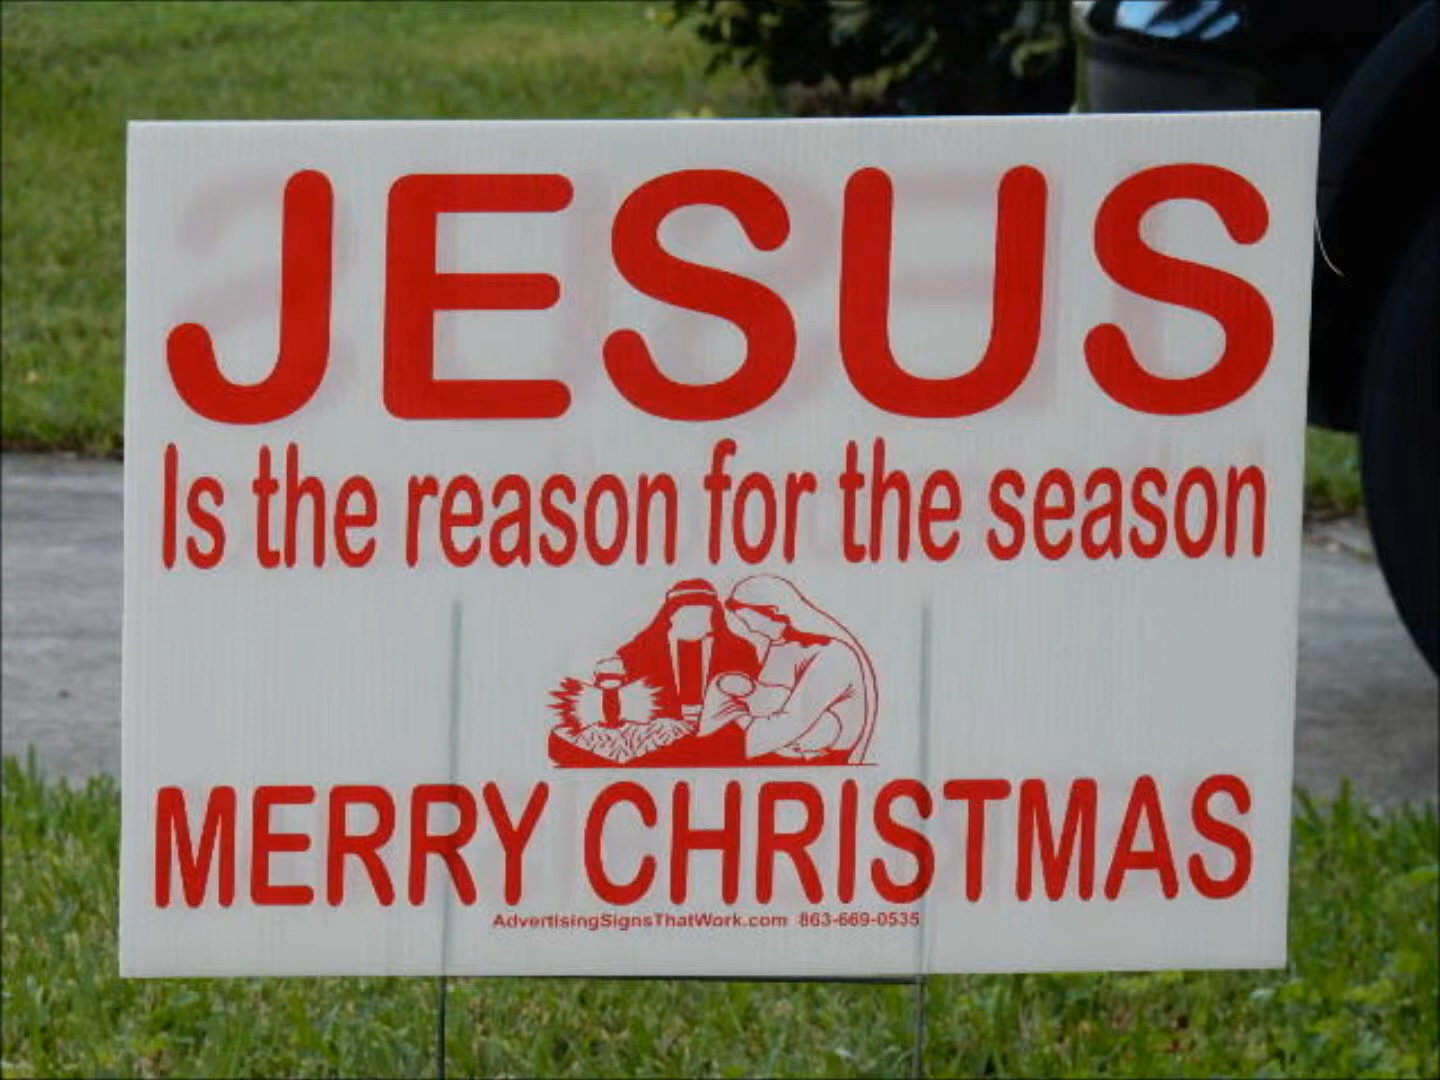 JESUS
Is the reason for the season
MERRY CHRISTMAS
AdvertisingSignsThatWork.com 863-669-0535